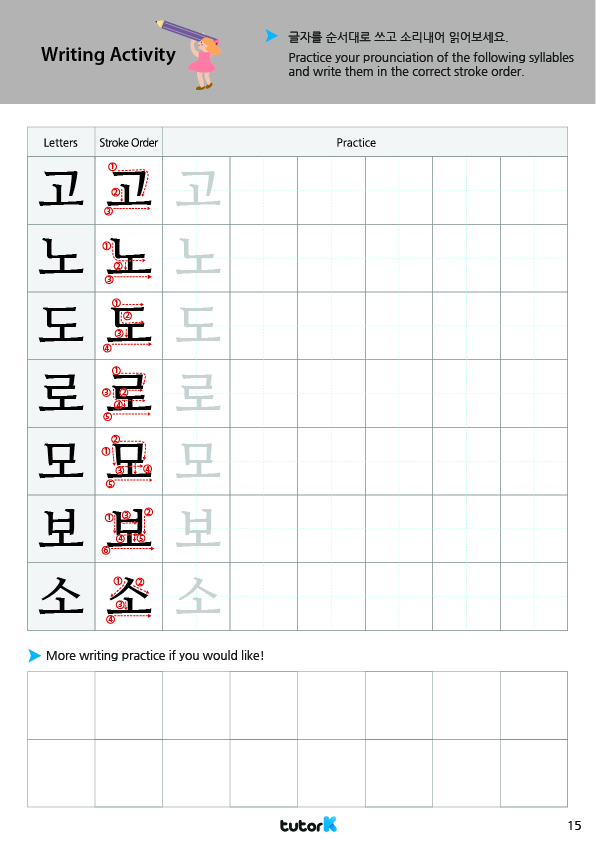 Writing Activity
글자를 순서대로 쓰고 소리내어 읽어보세요.
Practice your prounciation of the following syllables
and write them in the correct stroke order.
Letters Stroke Order Practice
고 ① ② ③ 고 고
노 ① ② ③ 노 노
도 ① ② ③ ④ 도 도
로 ① ② ③ ④ ⑤ 로 로
모 ① ② ③ ④ ⑤ 모 모
보 ① ② ③ ④ ⑤ ⑥ 보 보
소 ① ② ③ ④ 소 소
More writing practice if you would like!
tutorK
15